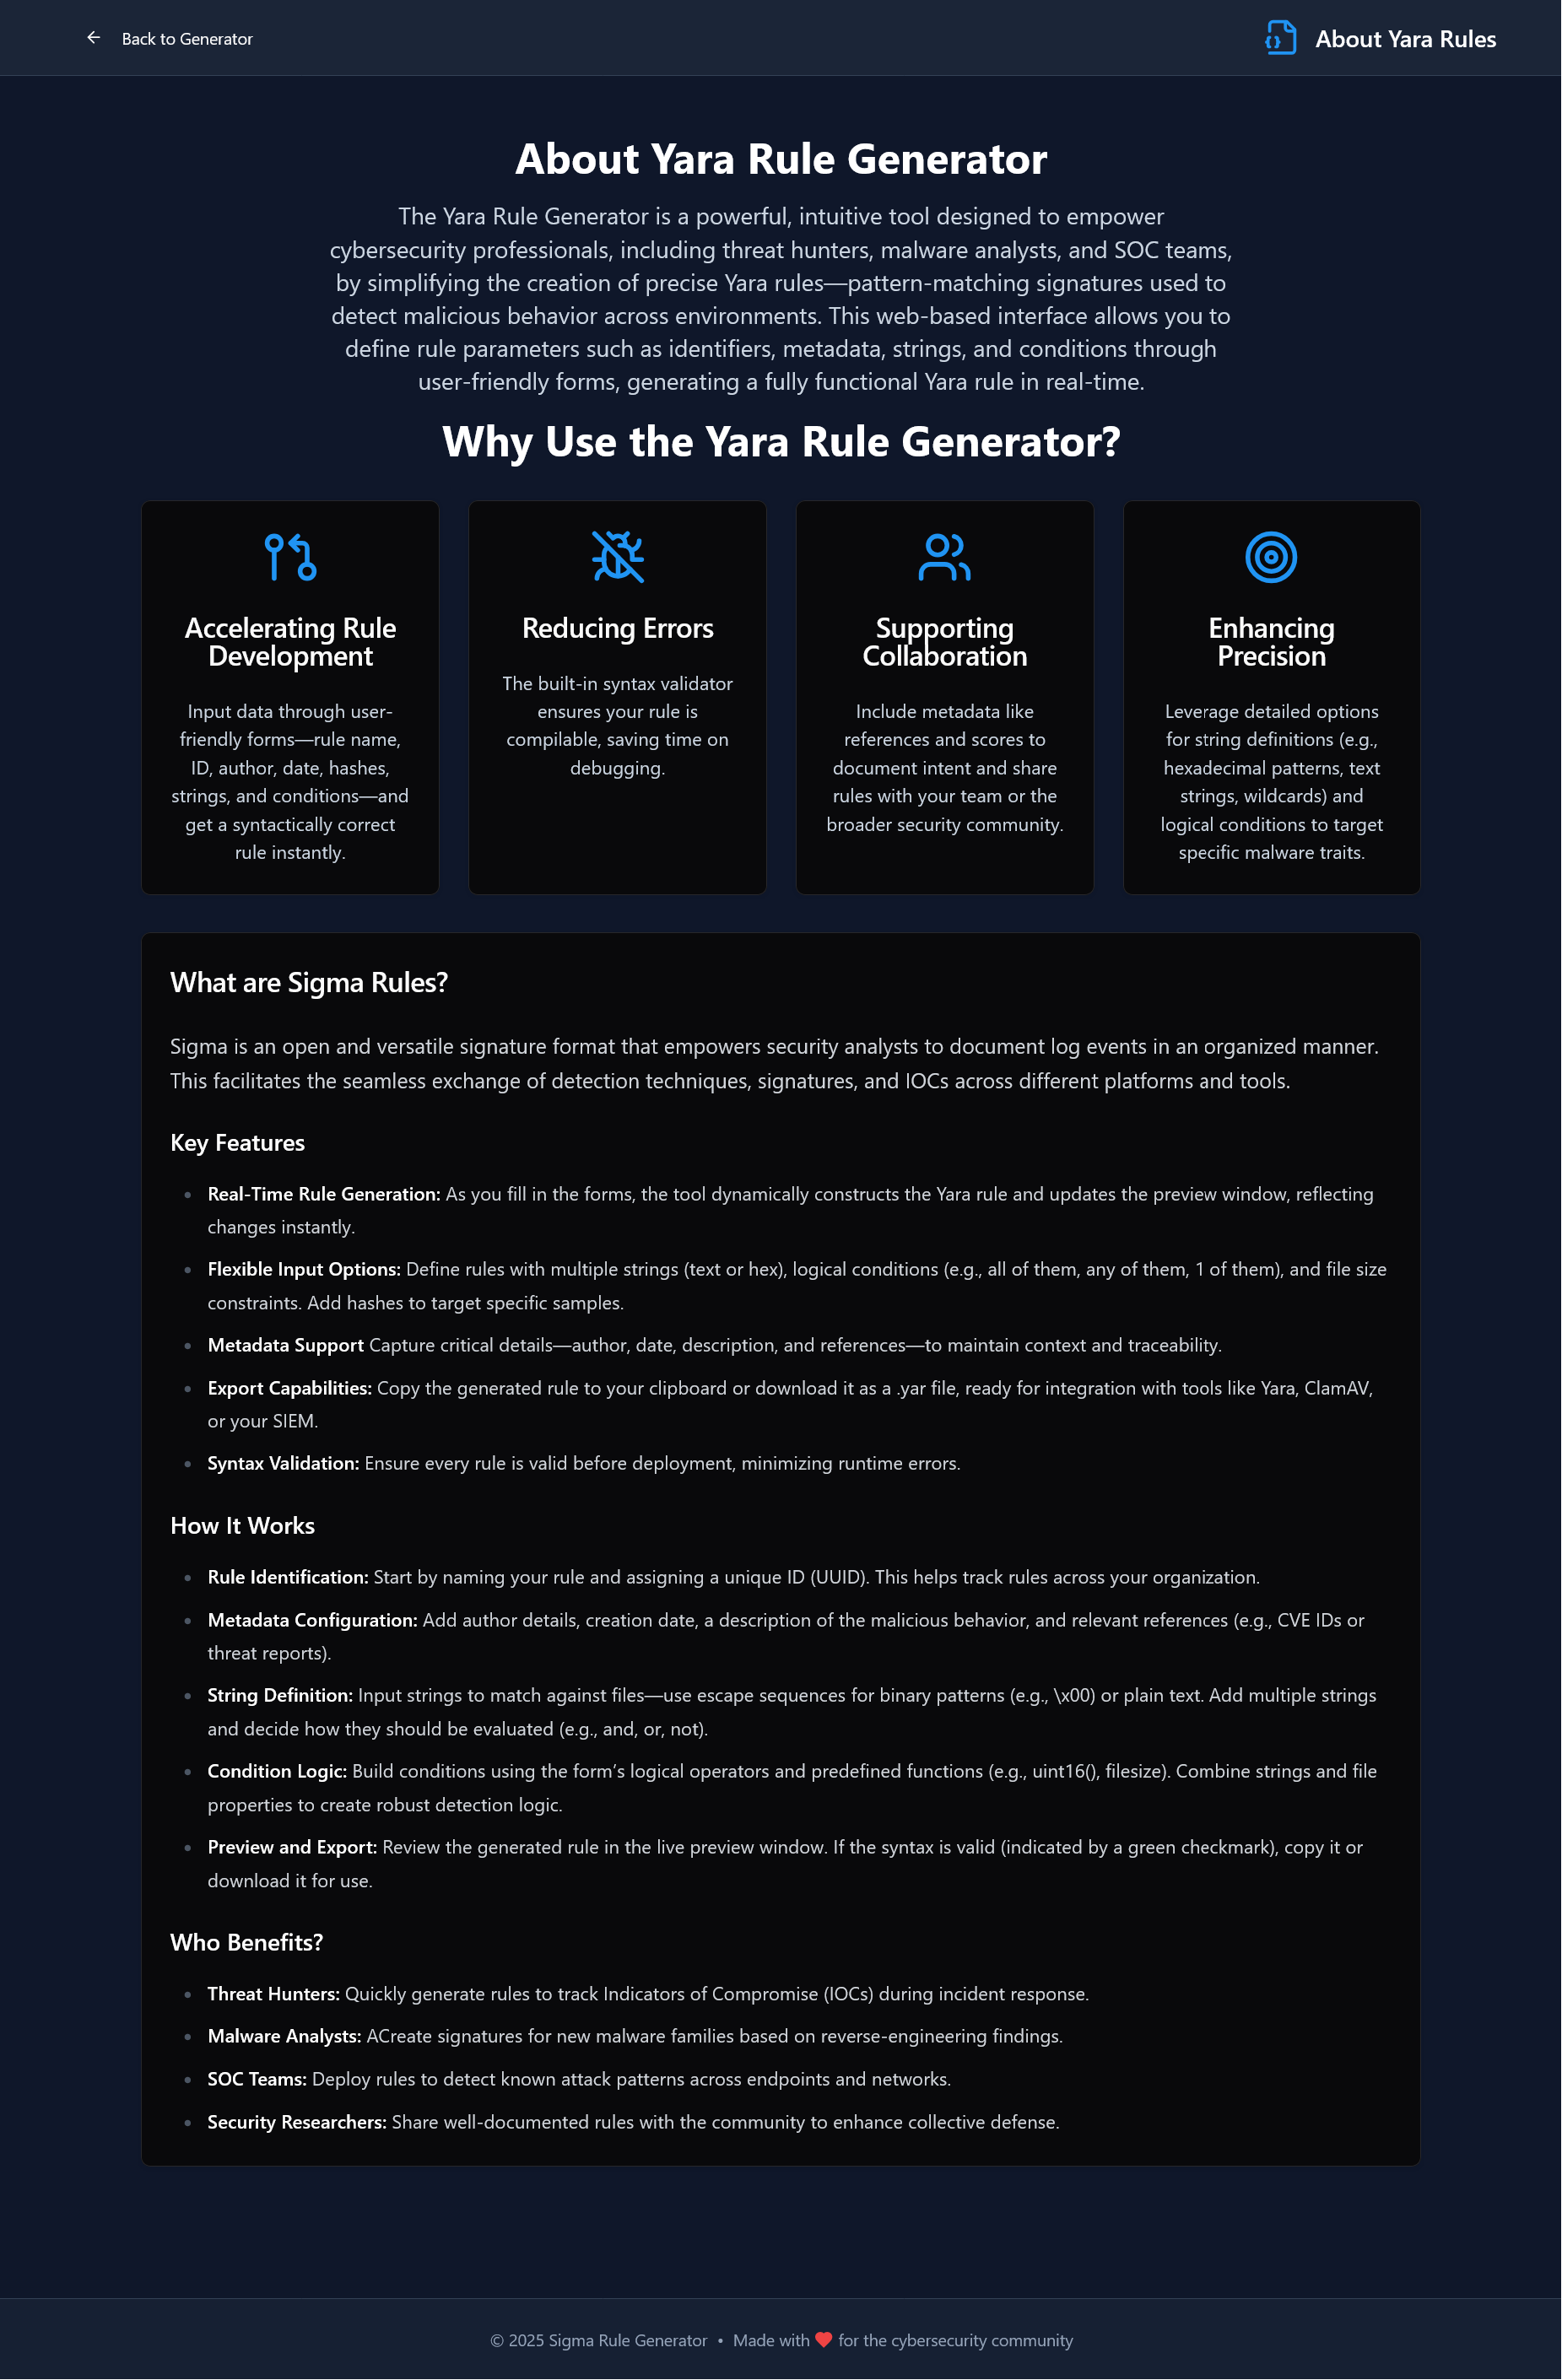 Back to Generator
About Yara Rules
About Yara Rule Generator
The Yara Rule Generator is a powerful, intuitive tool designed to empower
cybersecurity professionals, including threat hunters, malware analysts, and SOC teams,
by simplifying the creation of precise Yara rules—pattern-matching signatures used to
detect malicious behavior across environments. This web-based interface allows you to
define rule parameters such as identifiers, metadata, strings, and conditions through
user-friendly forms, generating a fully functional Yara rule in real-time.
Why Use the Yara Rule Generator?
Accelerating Rule
Development
Input data through user-
friendly forms—rule name,
ID, author, date, hashes,
strings, and conditions—and
get a syntactically correct
rule instantly.
Reducing Errors
The built-in syntax validator
ensures your rule is
compilable, saving time on
debugging.
Supporting
Collaboration
Include metadata like
references and scores to
document intent and share
rules with your team or the
broader security community.
Enhancing
Precision
Leverage detailed options
for string definitions (e.g.,
hexadecimal patterns, text
strings, wildcards) and
logical conditions to target
specific malware traits.
What are Sigma Rules?
Sigma is an open and versatile signature format that empowers security analysts to document log events in an organized manner.
This facilitates the seamless exchange of detection techniques, signatures, and IOCs across different platforms and tools.
Key Features
• Real-Time Rule Generation: As you fill in the forms, the tool dynamically constructs the Yara rule and updates the preview window, reflecting
changes instantly.
• Flexible Input Options: Define rules with multiple strings (text or hex), logical conditions (e.g., all of them, any of them, 1 of them), and file size
constraints. Add hashes to target specific samples.
• Metadata Support Capture critical details—author, date, description, and references—to maintain context and traceability.
• Export Capabilities: Copy the generated rule to your clipboard or download it as a .yar file, ready for integration with tools like Yara, ClamAV,
or your SIEM.
• Syntax Validation: Ensure every rule is valid before deployment, minimizing runtime errors.
How It Works
• Rule Identification: Start by naming your rule and assigning a unique ID (UUID). This helps track rules across your organization.
• Metadata Configuration: Add author details, creation date, a description of the malicious behavior, and relevant references (e.g., CVE IDs or
threat reports).
• String Definition: Input strings to match against files—use escape sequences for binary patterns (e.g., \x00) or plain text. Add multiple strings
and decide how they should be evaluated (e.g., and, or, not).
• Condition Logic: Build conditions using the form’s logical operators and predefined functions (e.g., uint16(), filesize). Combine strings and file
properties to create robust detection logic.
• Preview and Export: Review the generated rule in the live preview window. If the syntax is valid (indicated by a green checkmark), copy it or
download it for use.
Who Benefits?
• Threat Hunters: Quickly generate rules to track Indicators of Compromise (IOCs) during incident response.
• Malware Analysts: ACreate signatures for new malware families based on reverse-engineering findings.
• SOC Teams: Deploy rules to detect known attack patterns across endpoints and networks.
• Security Researchers: Share well-documented rules with the community to enhance collective defense.
© 2025 Sigma Rule Generator • Made with ❤ for the cybersecurity community